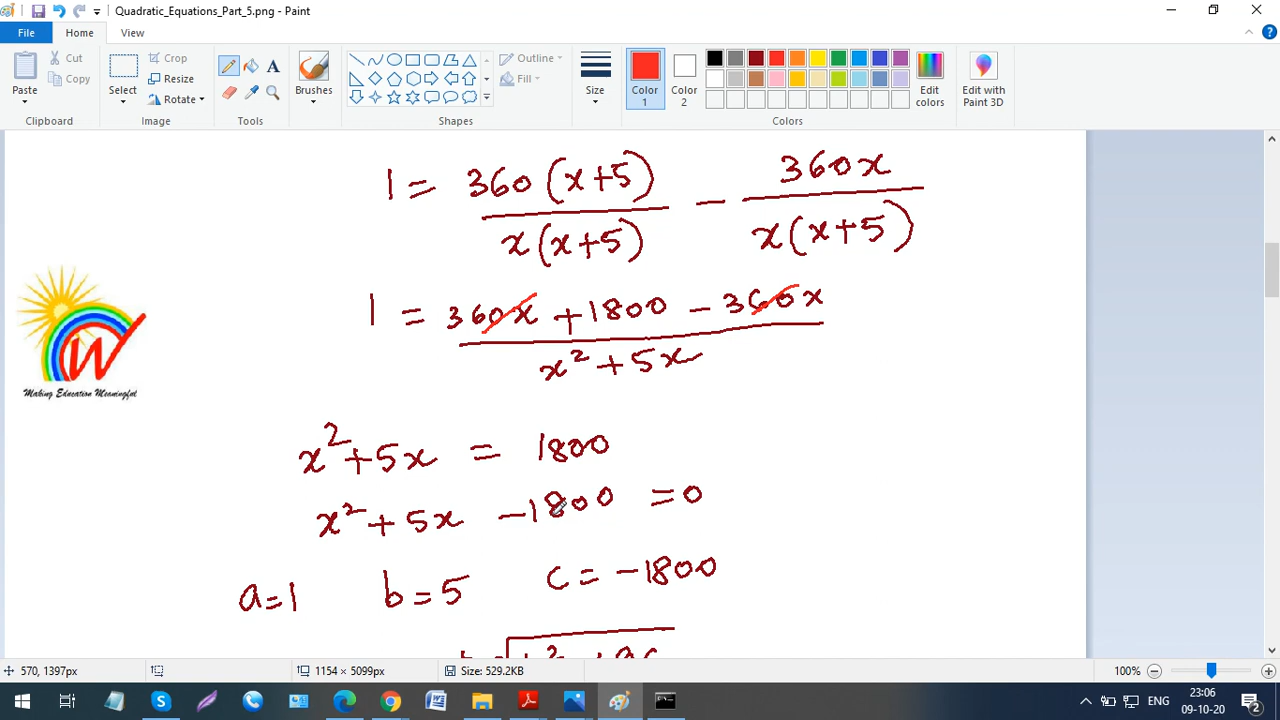 Quadratic_Equations_Part_5.png - Paint
File Home View
Paste Cut Copy Select Crop Resize Rotate Brushes Outline Fill Size Color 1 Color 2 Edit colors Edit with Paint 3D
Clipboard Image Tools Shapes Colors
1 = 360(x+5) / x(x+5) - 360x / x(x+5)
1 = 360x + 1800 - 360x / x² + 5x
W
Making Education Meaningful
x² + 5x = 1800
x² + 5x - 1800 = 0
a=1 b=5 c=-1800
570, 1397px 1154 × 5099px Size: 529.2KB 100%
ENG 23:06 09-10-20 2